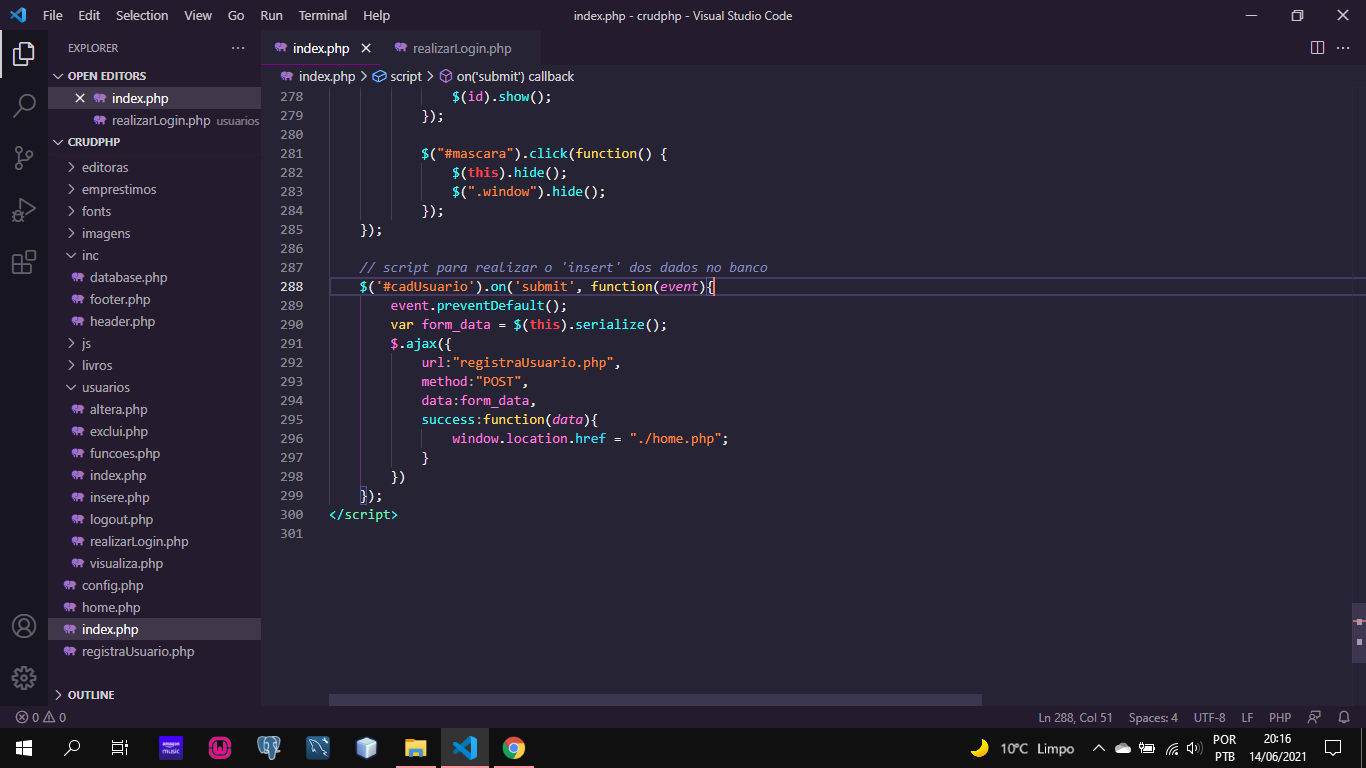 File Edit Selection View Go Run Terminal Help index.php - crudphp - Visual Studio Code
EXPLORER
OPEN EDITORS
index.php
realizarLogin.php usuarios
CRUDPHP
editoras
emprestimos
fonts
imagens
inc
database.php
footer.php
header.php
js
livros
usuarios
altera.php
exclui.php
funcoes.php
index.php
insere.php
logout.php
realizarLogin.php
visualiza.php
config.php
home.php
index.php
registraUsuario.php
OUTLINE
index.php realizarLogin.php
index.php > script > on('submit') callback
278 $(id).show();
279 });
280
281 $("#mascara").click(function() {
282 $(this).hide();
283 $(".window").hide();
284 });
285 });
286
287 // script para realizar o 'insert' dos dados no banco
288 $('#cadUsuario').on('submit', function(event){
289 event.preventDefault();
290 var form_data = $(this).serialize();
291 $.ajax({
292 url:"registraUsuario.php",
293 method:"POST",
294 data:form_data,
295 success:function(data){
296 window.location.href = "./home.php";
297 }
298 })
299 });
300 </script>
301
0 0 Ln 288, Col 51 Spaces: 4 UTF-8 LF PHP
amazon music
10°C Limpo
POR
PTB
20:16
14/06/2021